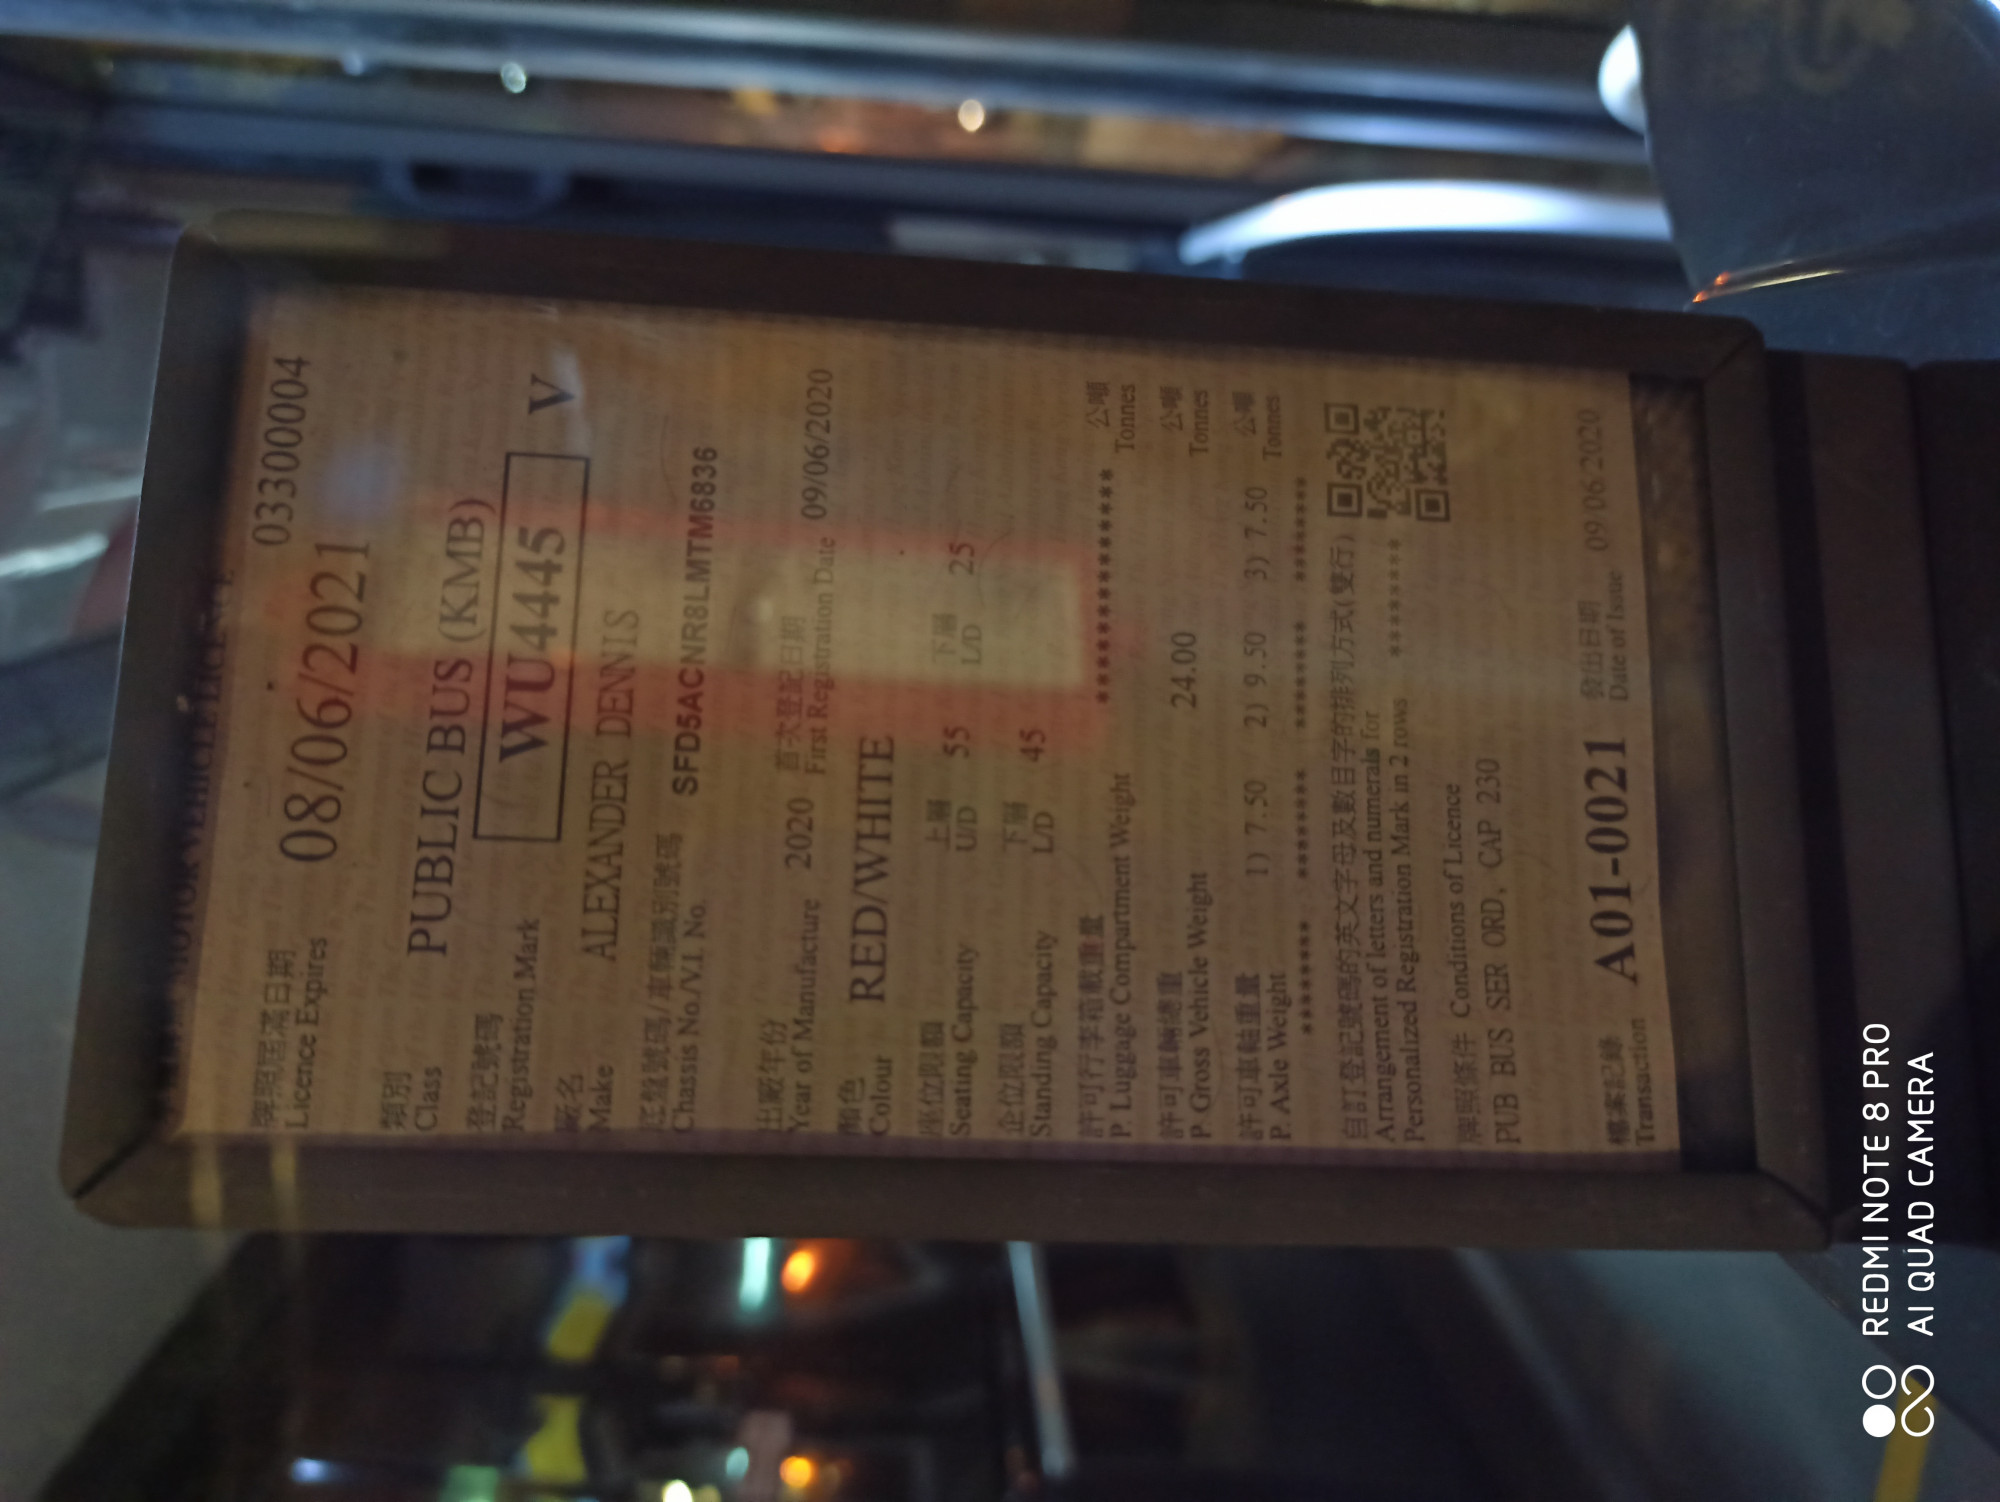 03300004
牌照屆滿日期
Licence Expires 08/06/2021
類別
Class PUBLIC BUS (KMB)
登記號碼
Registration Mark WU4445 V
廠名
Make ALEXANDER DENNIS
底盤號碼/車輛識別號碼
Chassis No./V.I. No. SFD5ACNR8LMTM6836
出廠年份 首次登記日期
Year of Manufacture 2020 First Registration Date 09/06/2020
顏色
Colour RED/WHITE
座位限額 上層 下層
Seating Capacity U/D 55 L/D 25
企位限額 下層
Standing Capacity L/D 45
許可行李箱載重量 公噸
P. Luggage Compartment Weight **************** Tonnes
許可車輛總重 公噸
P. Gross Vehicle Weight 24.00 Tonnes
許可車軸重量 公噸
P. Axle Weight 1) 7.50 2) 9.50 3) 7.50 Tonnes
******** ******** ******** ********
自訂登記號碼的英文字母及數目字的排列方式(雙行)
Arrangement of letters and numerals for
Personalized Registration Mark in 2 rows ********
牌照條件 Conditions of Licence
PUB BUS SER ORD, CAP 230
檔案記錄 發出日期
Transaction A01-0021 Date of Issue 09/06/2020
REDMI NOTE 8 PRO
AI QUAD CAMERA